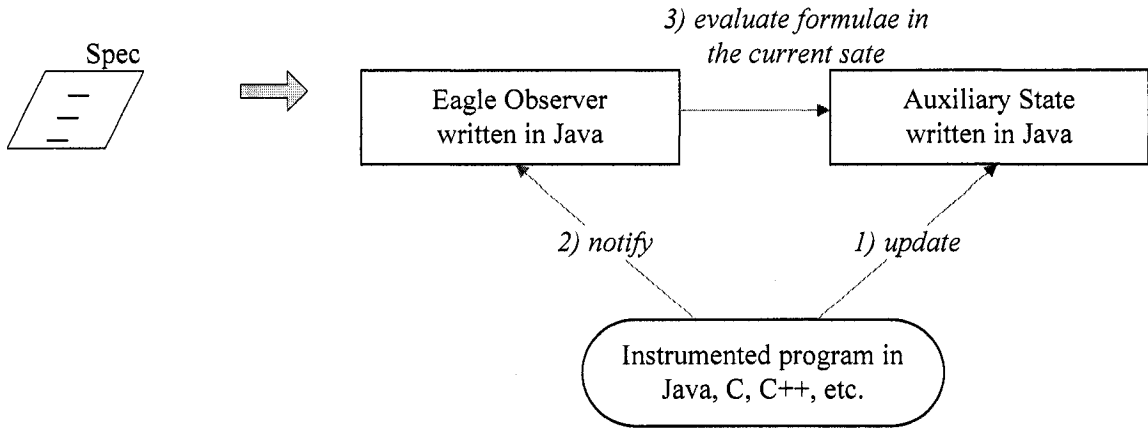 3) evaluate formulae in
the current sate
Spec
Eagle Observer
written in Java
Auxiliary State
written in Java
2) notify
1) update
Instrumented program in
Java, C, C++, etc.